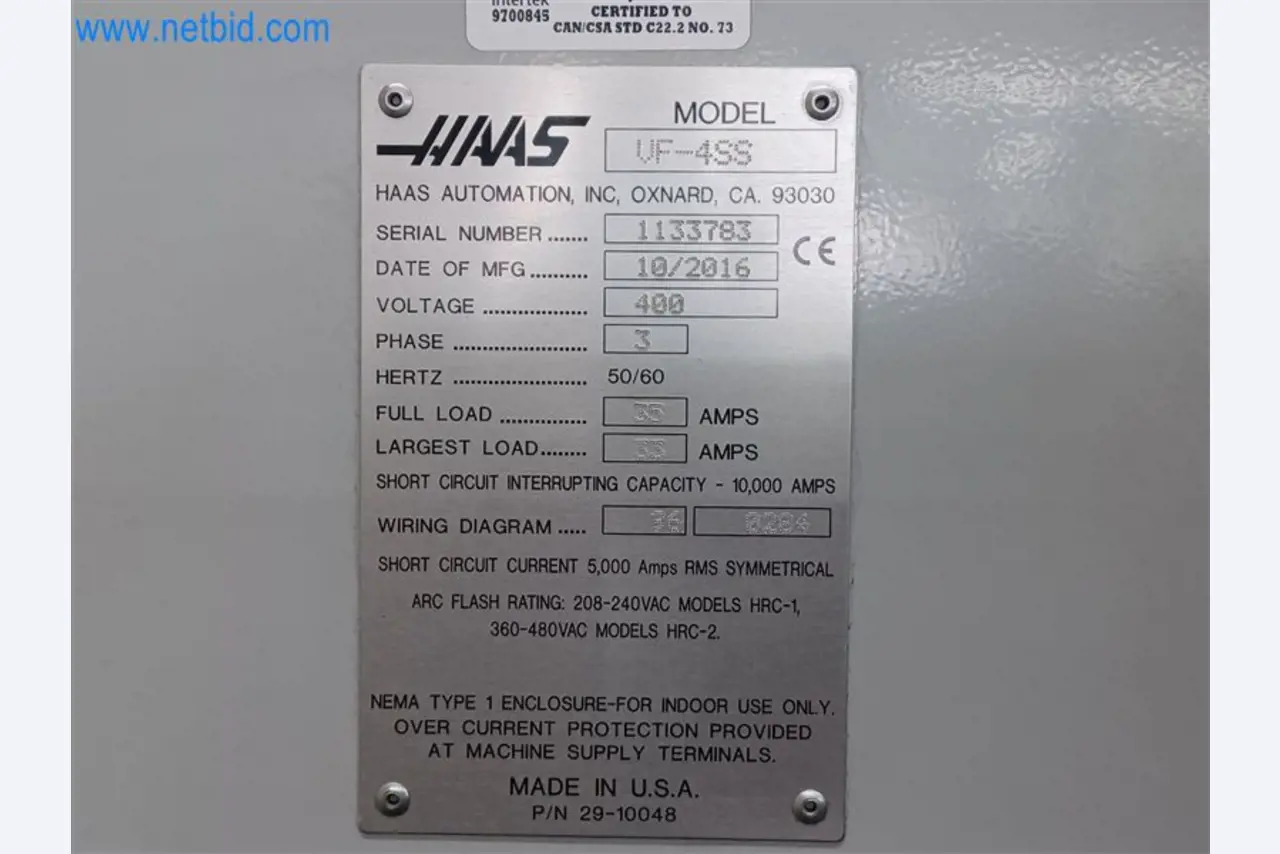 www.netbid.com
Intertek
9700845
CERTIFIED TO
CAN/CSA STD C22.2 NO. 73
HAAS
MODEL
VF-4SS
HAAS AUTOMATION, INC, OXNARD, CA. 93030
SERIAL NUMBER ....... 1133783
CE
DATE OF MFG .......... 10/2016
VOLTAGE .................. 400
PHASE ....................... 3
HERTZ ....................... 50/60
FULL LOAD ............... AMPS
LARGEST LOAD........ AMPS
SHORT CIRCUIT INTERRUPTING CAPACITY - 10,000 AMPS
WIRING DIAGRAM ..... 0284
SHORT CIRCUIT CURRENT 5,000 Amps RMS SYMMETRICAL
ARC FLASH RATING: 208-240VAC MODELS HRC-1,
360-480VAC MODELS HRC-2.
NEMA TYPE 1 ENCLOSURE-FOR INDOOR USE ONLY.
OVER CURRENT PROTECTION PROVIDED
AT MACHINE SUPPLY TERMINALS.
MADE IN U.S.A.
P/N 29-10048